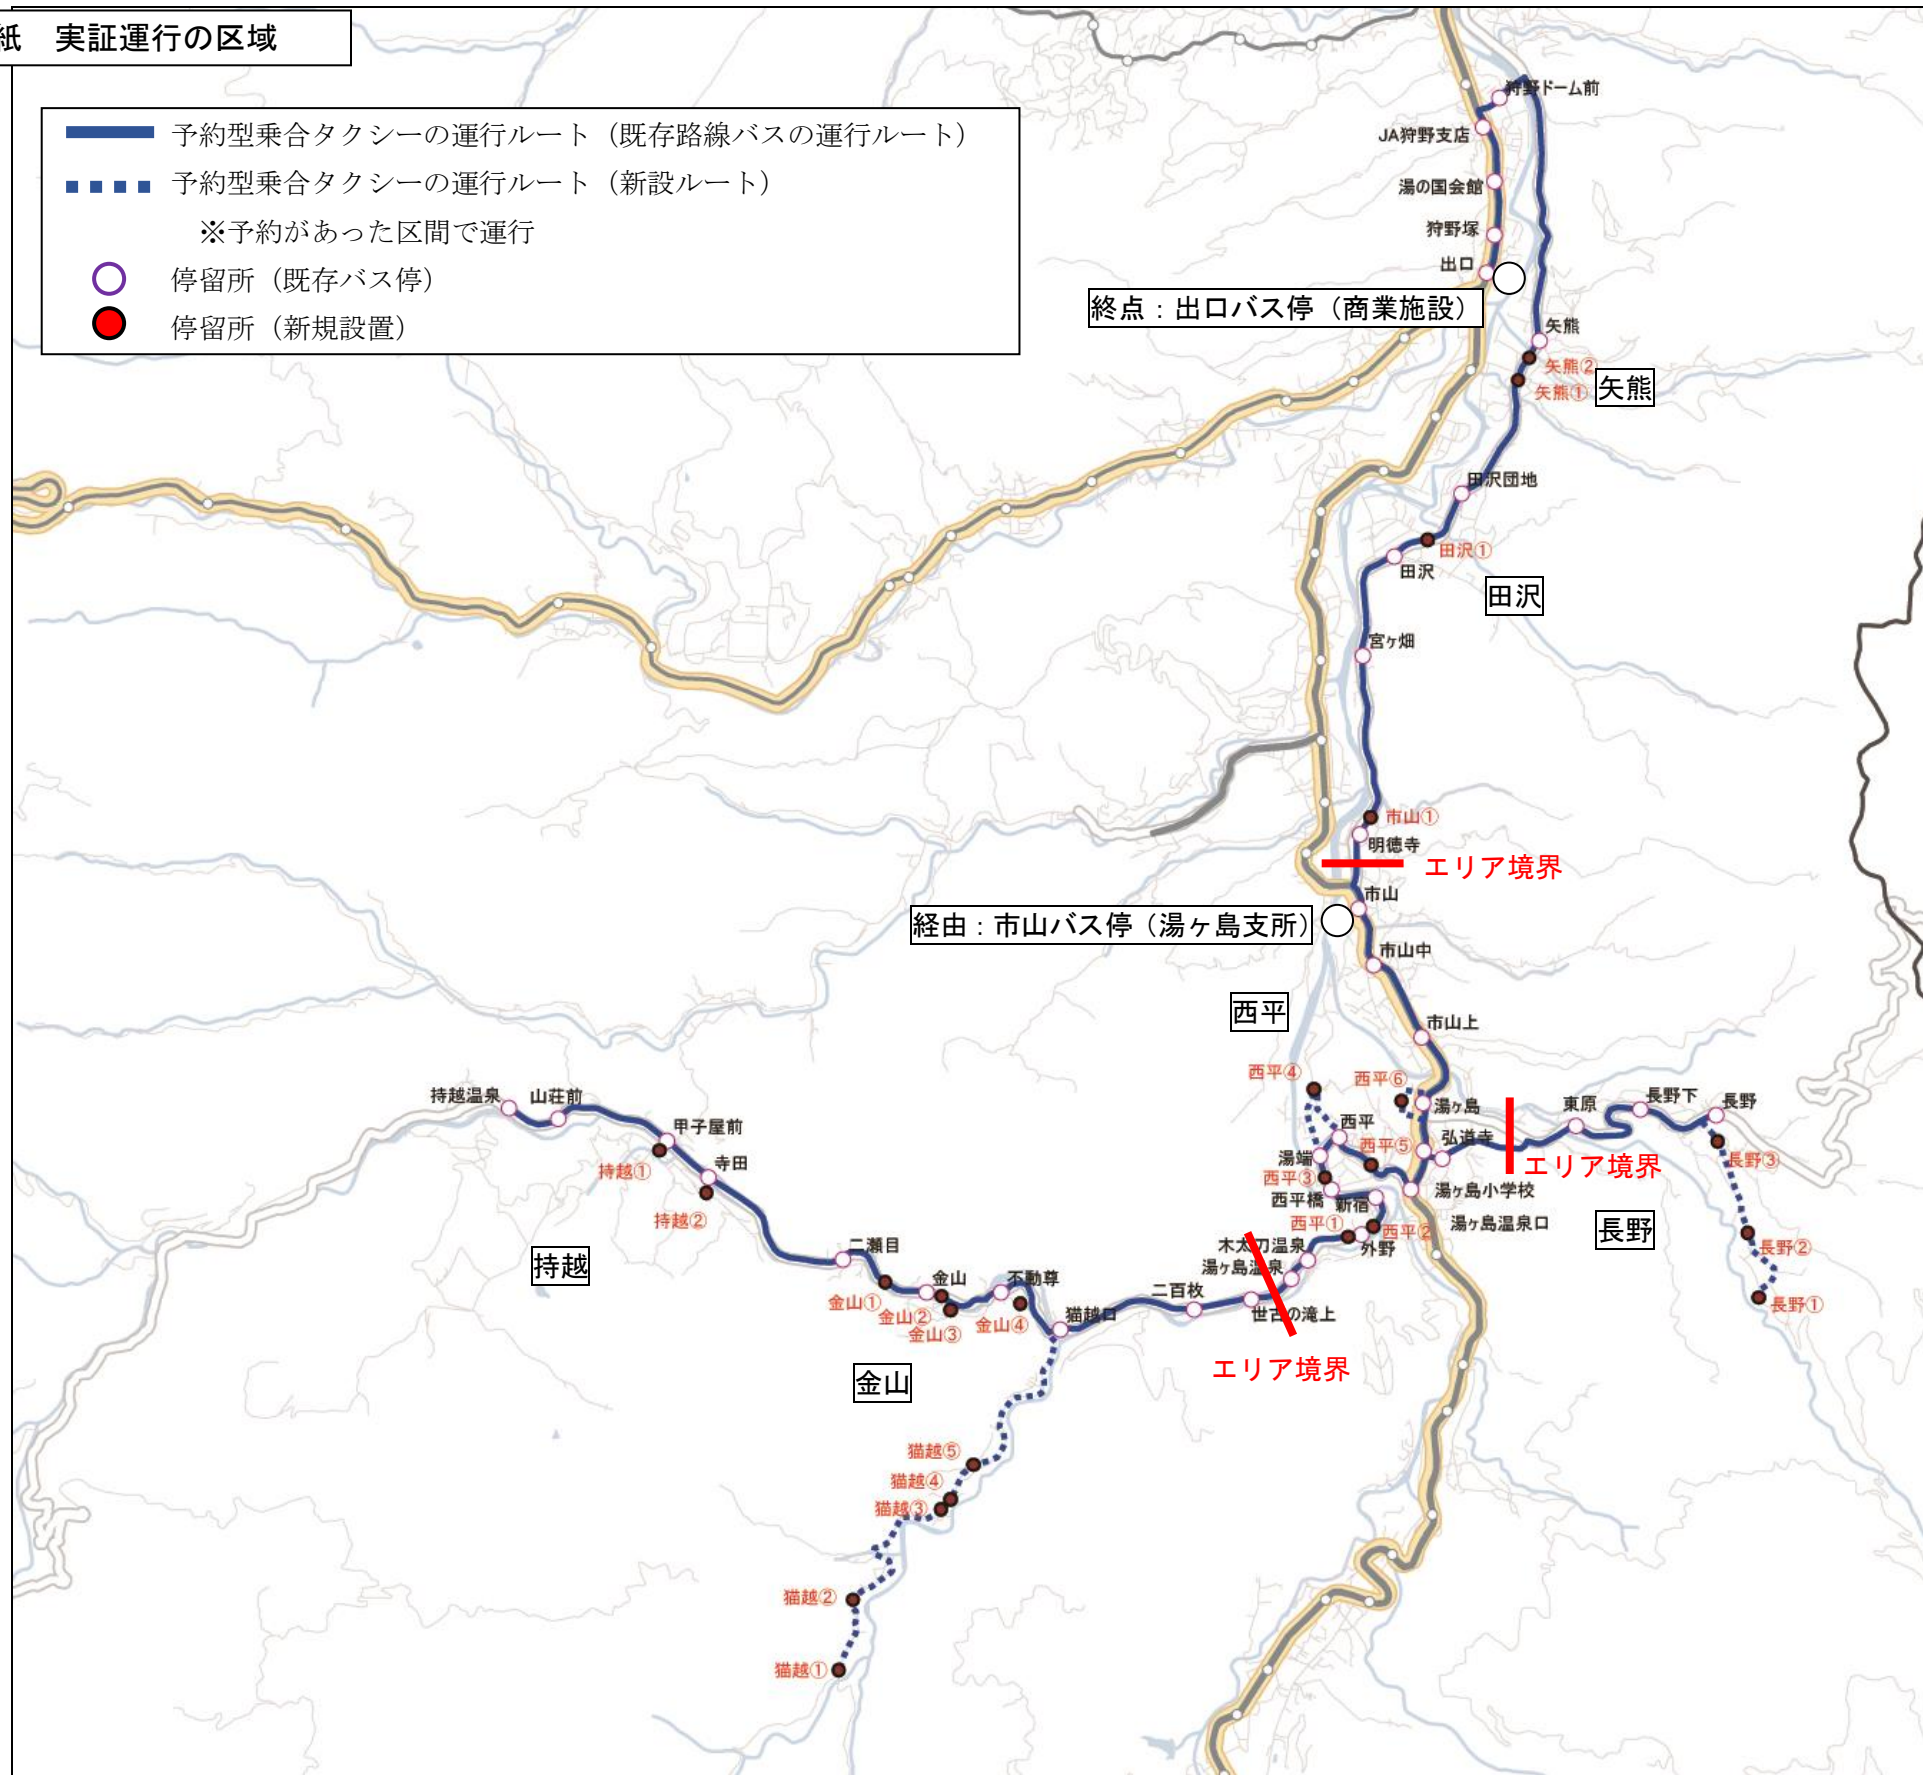 紙 実証運行の区域
予約型乗合タクシーの運行ルート（既存路線バスの運行ルート）
予約型乗合タクシーの運行ルート（新設ルート）
※予約があった区間で運行
停留所（既存バス停）
停留所（新規設置）
狩野ドーム前
JA狩野支店
湯の国会館
狩野塚
出口
終点：出口バス停（商業施設）
矢熊
矢熊②
矢熊①
矢熊
田沢団地
田沢①
田沢
田沢
宮ヶ畑
市山①
明徳寺
エリア境界
市山
経由：市山バス停（湯ヶ島支所）
市山中
西平
市山上
西平④
西平⑥
湯ヶ島
東原
長野下
長野
持越温泉
山荘前
甲子屋前
持越①
寺田
持越②
持越
西平
西平⑤
弘道寺
エリア境界
長野③
湯端
西平③
西平橋
新宿
湯ヶ島小学校
湯ヶ島温泉口
長野
西平①
西平②
外野
木太刀温泉
湯ヶ島温泉
長野②
長野①
二瀬目
金山①
金山
金山②
金山③
不動尊
金山④
猫越口
二百枚
世古の滝上
エリア境界
金山
猫越⑤
猫越④
猫越③
猫越②
猫越①